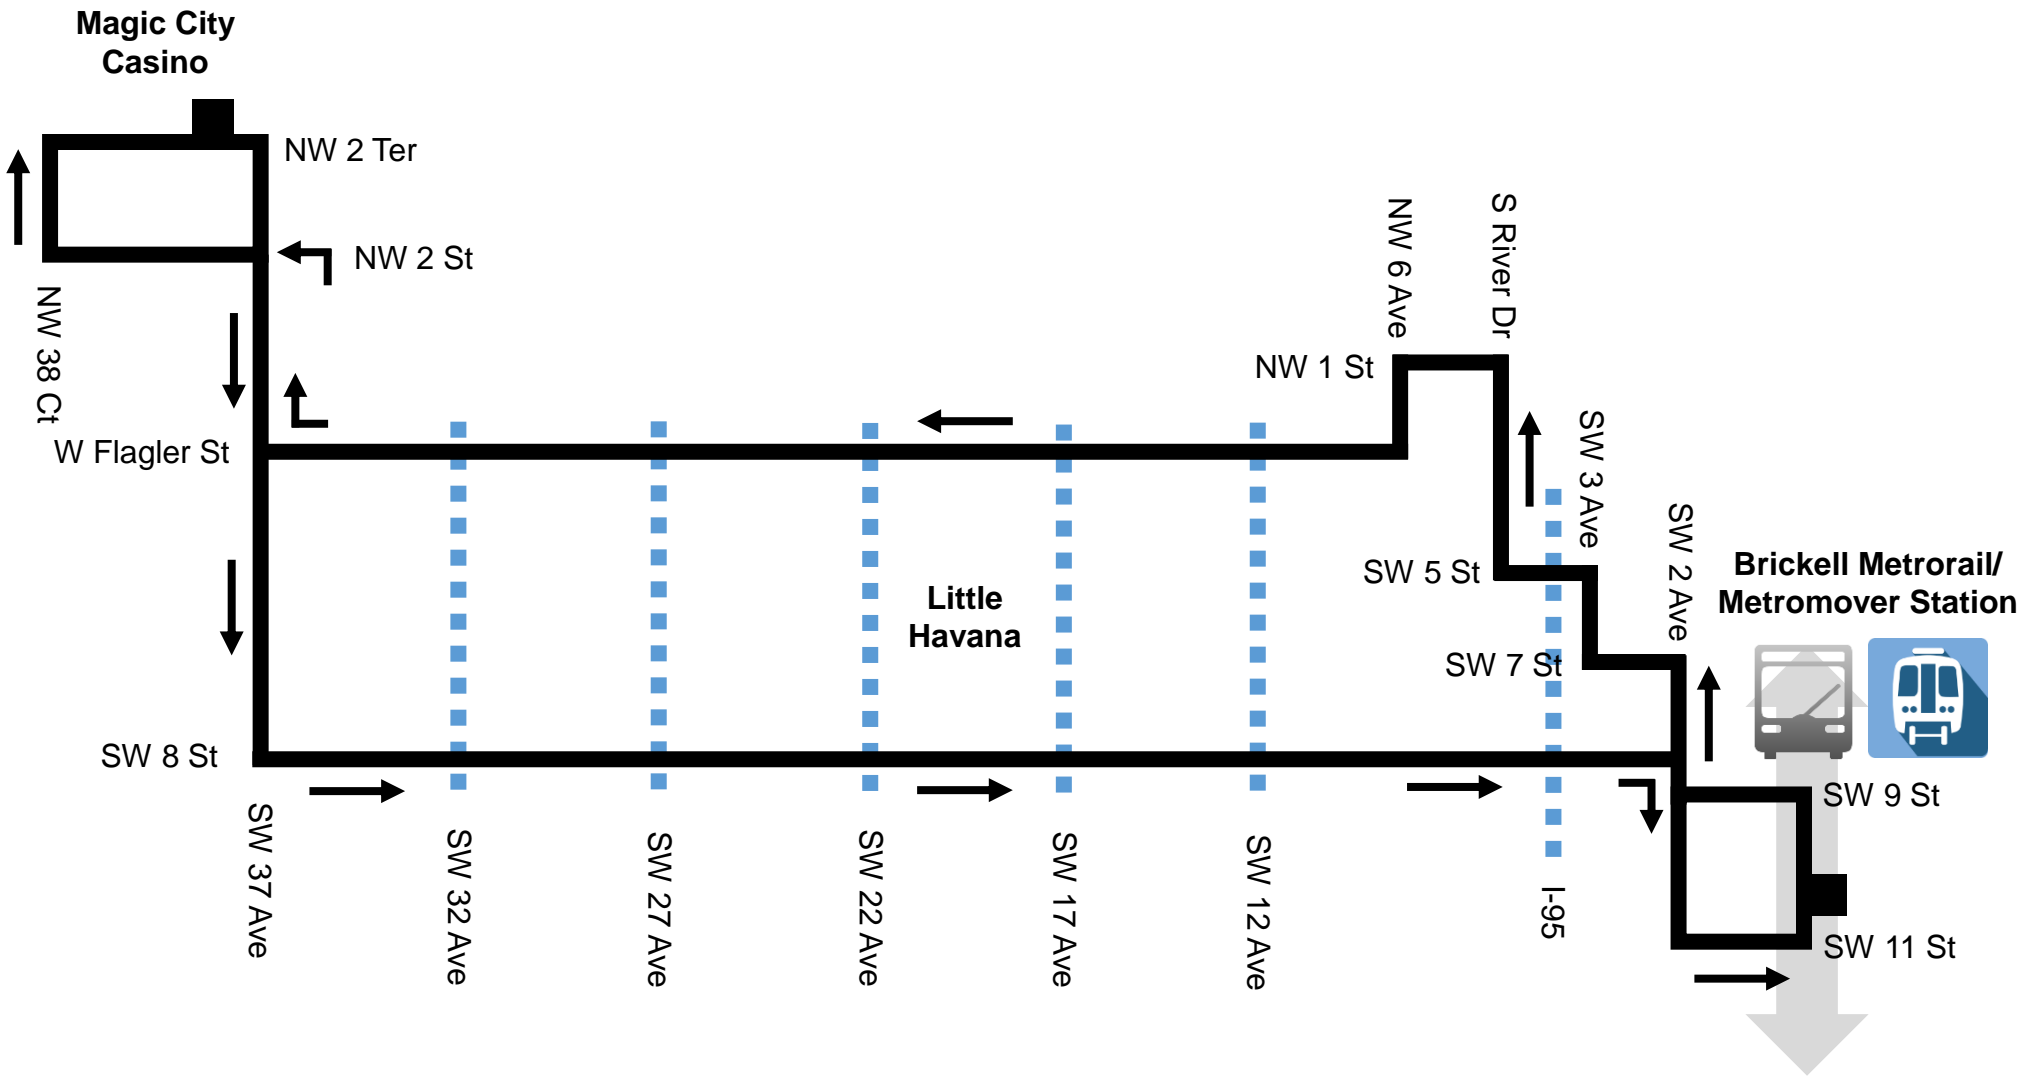 Magic City
Casino
NW 2 Ter
NW 2 St
NW 38 Ct
NW 6 Ave
S River Dr
NW 1 St
W Flagler St
SW 3 Ave
SW 2 Ave
SW 5 St
Brickell Metrorail/
Metromover Station
Little
Havana
SW 7 St
SW 8 St
SW 9 St
SW 37 Ave
SW 32 Ave
SW 27 Ave
SW 22 Ave
SW 17 Ave
SW 12 Ave
I-95
SW 11 St